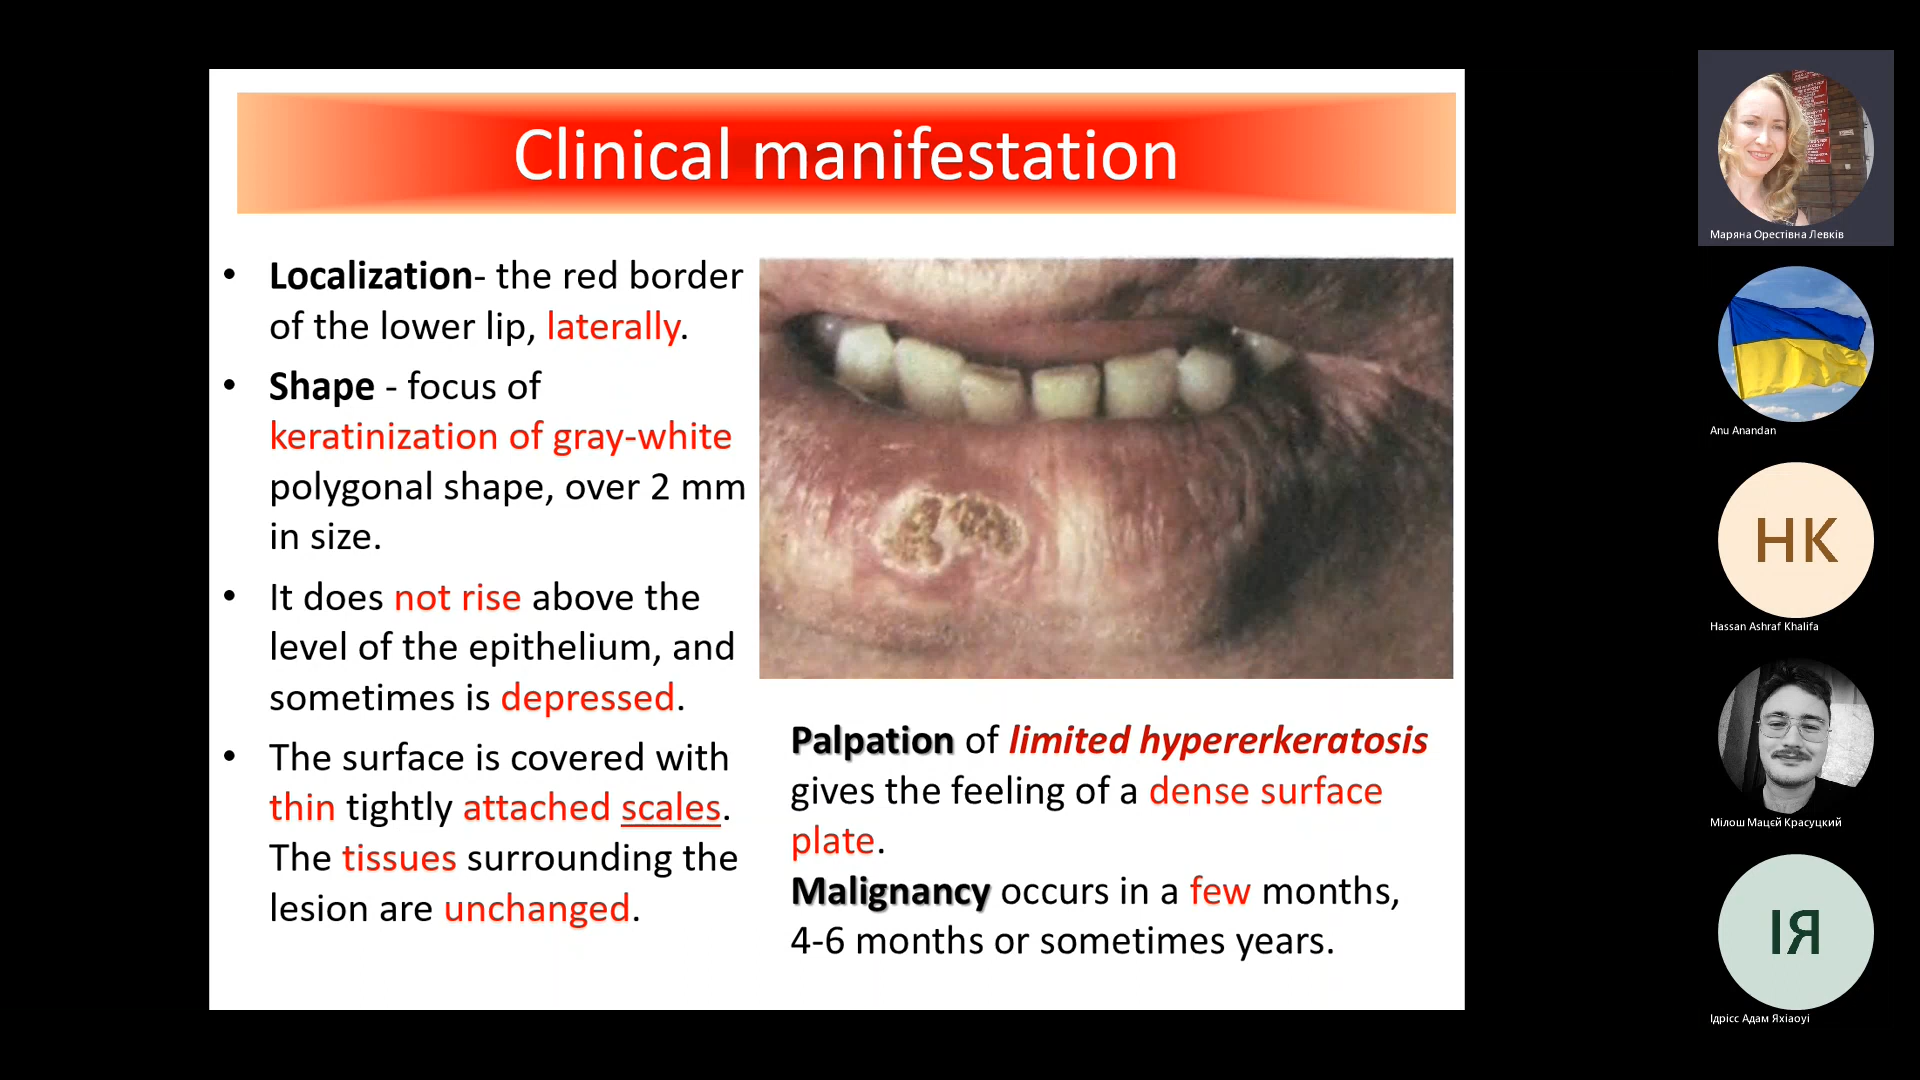 Clinical manifestation
• Localization- the red border
of the lower lip, laterally.
• Shape - focus of
keratinization of gray-white
polygonal shape, over 2 mm
in size.
• It does not rise above the
level of the epithelium, and
sometimes is depressed.
• The surface is covered with
thin tightly attached scales.
The tissues surrounding the
lesion are unchanged.
Palpation of limited hypererkeratosis
gives the feeling of a dense surface
plate.
Malignancy occurs in a few months,
4-6 months or sometimes years.
Маряна Орестівна Левків
Anu Anandan
НК
Hassan Ashraf Khalifa
Мілош Мацєй Красуцкий
ІЯ
Ідрісс Адам Яхіаоуі